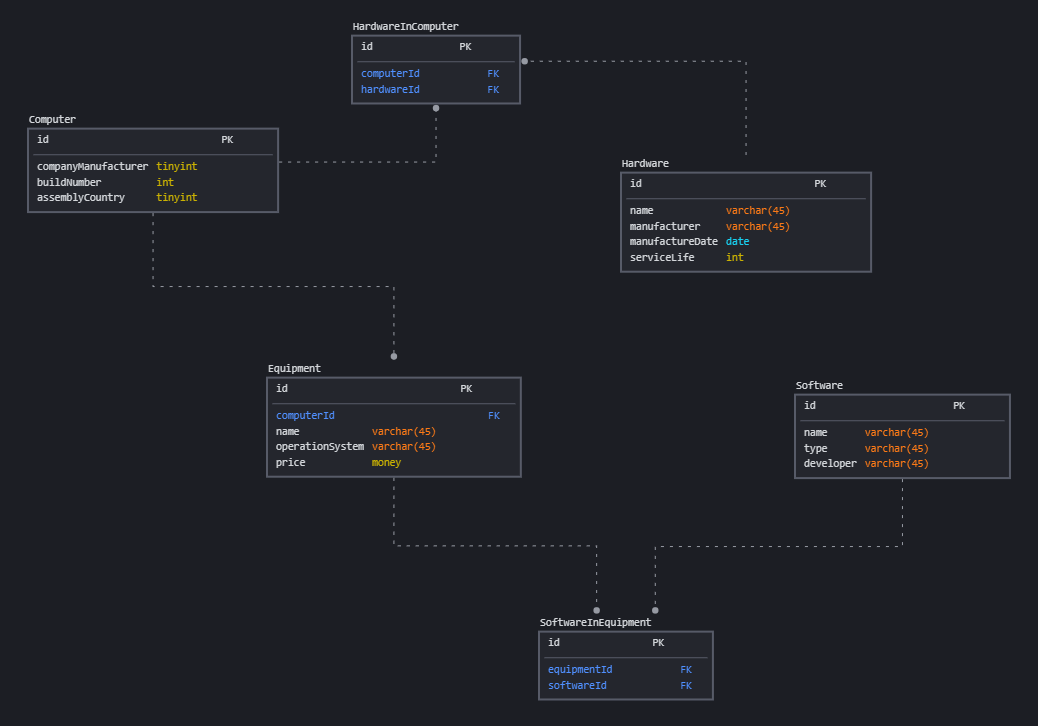 HardwareInComputer
id PK
computerId FK
hardwareId FK
Computer
id PK
companyManufacturer tinyint
buildNumber int
assemblyCountry tinyint
Hardware
id PK
name varchar(45)
manufacturer varchar(45)
manufactureDate date
serviceLife int
Equipment
id PK
computerId FK
name varchar(45)
operationSystem varchar(45)
price money
Software
id PK
name varchar(45)
type varchar(45)
developer varchar(45)
SoftwareInEquipment
id PK
equipmentId FK
softwareId FK